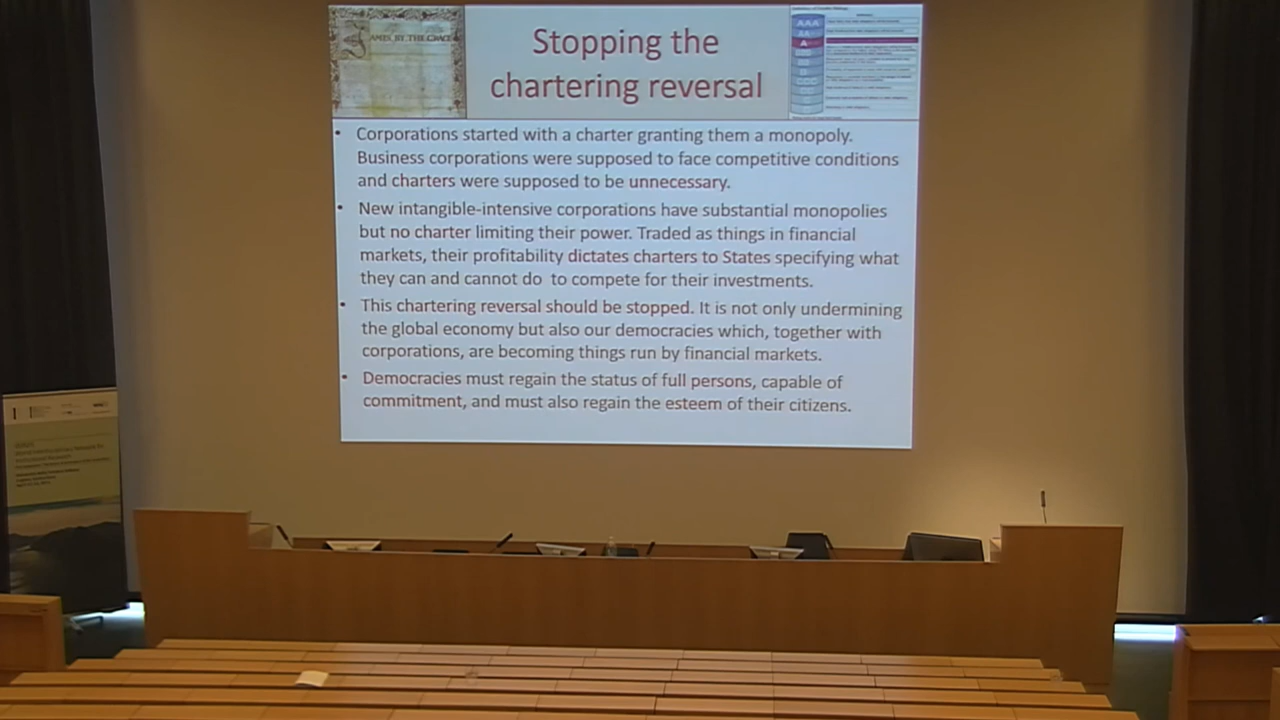 AMES, BY THE GRACE
Stopping the
chartering reversal
AAA
AA
A
BBB
BB
B
CCC
• Corporations started with a charter granting them a monopoly.
Business corporations were supposed to face competitive conditions
and charters were supposed to be unnecessary.
• New intangible-intensive corporations have substantial monopolies
but no charter limiting their power. Traded as things in financial
markets, their profitability dictates charters to States specifying what
they can and cannot do to compete for their investments.
• This chartering reversal should be stopped. It is not only undermining
the global economy but also our democracies which, together with
corporations, are becoming things run by financial markets.
• Democracies must regain the status of full persons, capable of
commitment, and must also regain the esteem of their citizens.